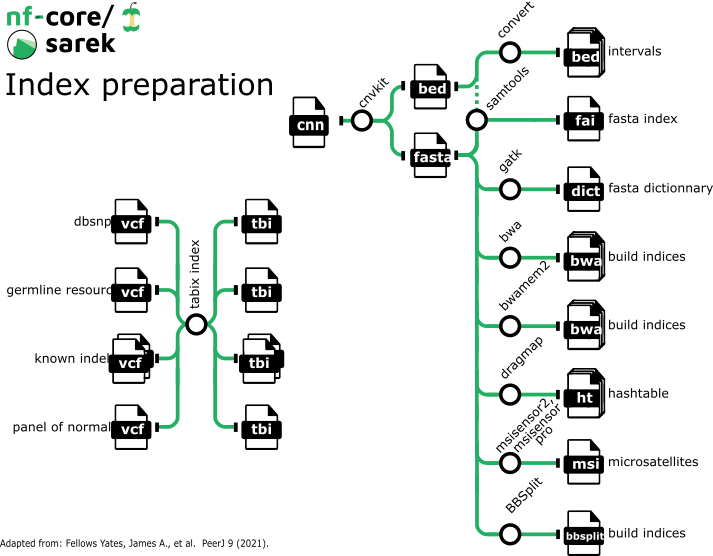 nf-core/
sarek
Index preparation
cnn
cnvkit
bed
fasta
convert
bed
intervals
samtools
fai
fasta index
gatk
dict
fasta dictionnary
bwa
bwa
build indices
bwamem2
bwa
build indices
dragmap
ht
hashtable
msisensor2,
msisensor
pro
msi
microsatellites
BBSplit
bbsplit
build indices
dbsnp
vcf
tbi
germline resourc
vcf
tbi
tabix index
known indel
vcf
tbi
panel of normal
vcf
tbi
Adapted from: Fellows Yates, James A., et al. PeerJ 9 (2021).